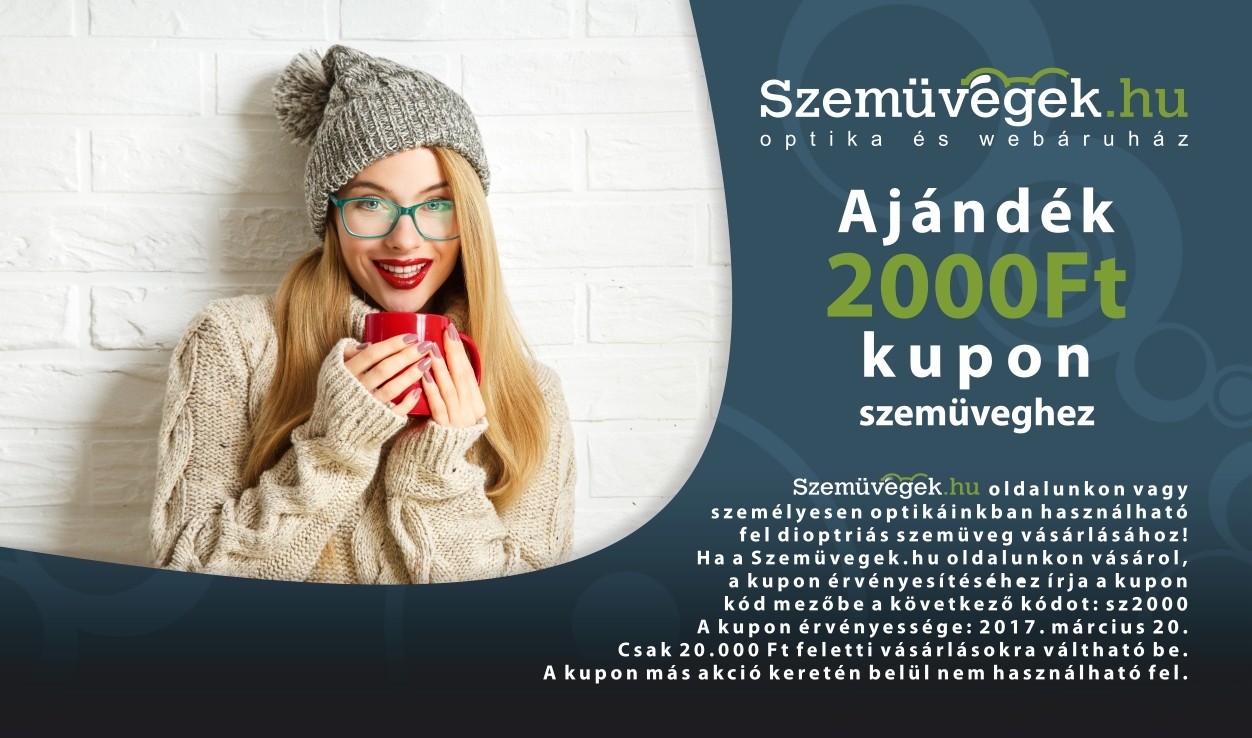 Szemüvégek.hu
optika és webáruház
Ajándék
2000Ft
kupon
szemüveghez
Szemüvégek.hu oldalunkon vagy
személyesen optikáinkban használható
fel dioptriás szemüveg vásárlásához!
Ha a Szemüvegek.hu oldalunkon vásárol,
a kupon érvényesítéséhez írja a kupon
kód mezőbe a következő kódot: sz2000
A kupon érvényessége: 2017. március 20.
Csak 20.000 Ft feletti vásárlásokra váltható be.
A kupon más akció keretén belül nem használható fel.